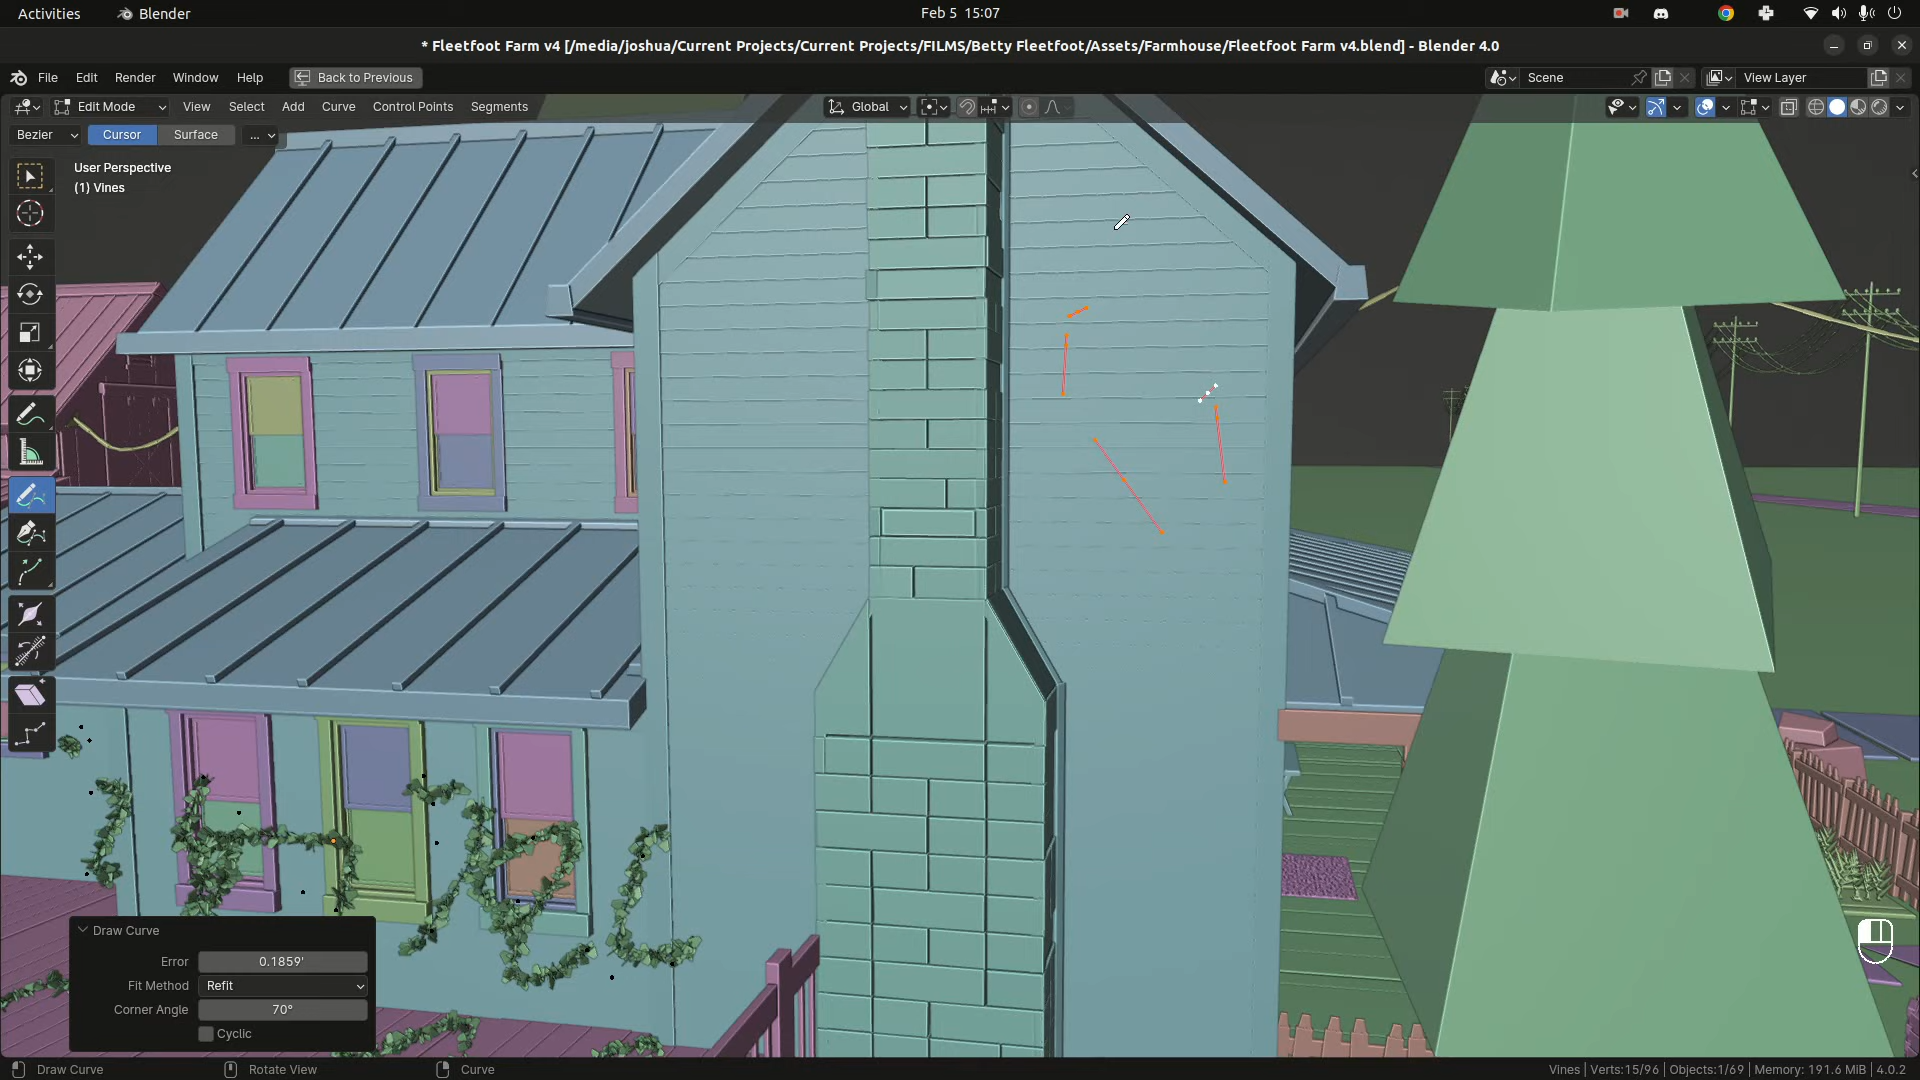 Activities
Blender
Feb 5 15:07
* Fleetfoot Farm v4 [/media/joshua/Current Projects/Current Projects/FILMS/Betty Fleetfoot/Assets/Farmhouse/Fleetfoot Farm v4.blend] - Blender 4.0
File Edit Render Window Help Back to Previous
Scene
View Layer
Edit Mode View Select Add Curve Control Points Segments
Global
Bezier Cursor Surface ...
User Perspective
(1) Vines
Draw Curve
Error 0.1859'
Fit Method Refit
Corner Angle 70°
Cyclic
Draw Curve Rotate View Curve
Vines | Verts:15/96 | Objects:1/69 | Memory: 191.6 MiB | 4.0.2